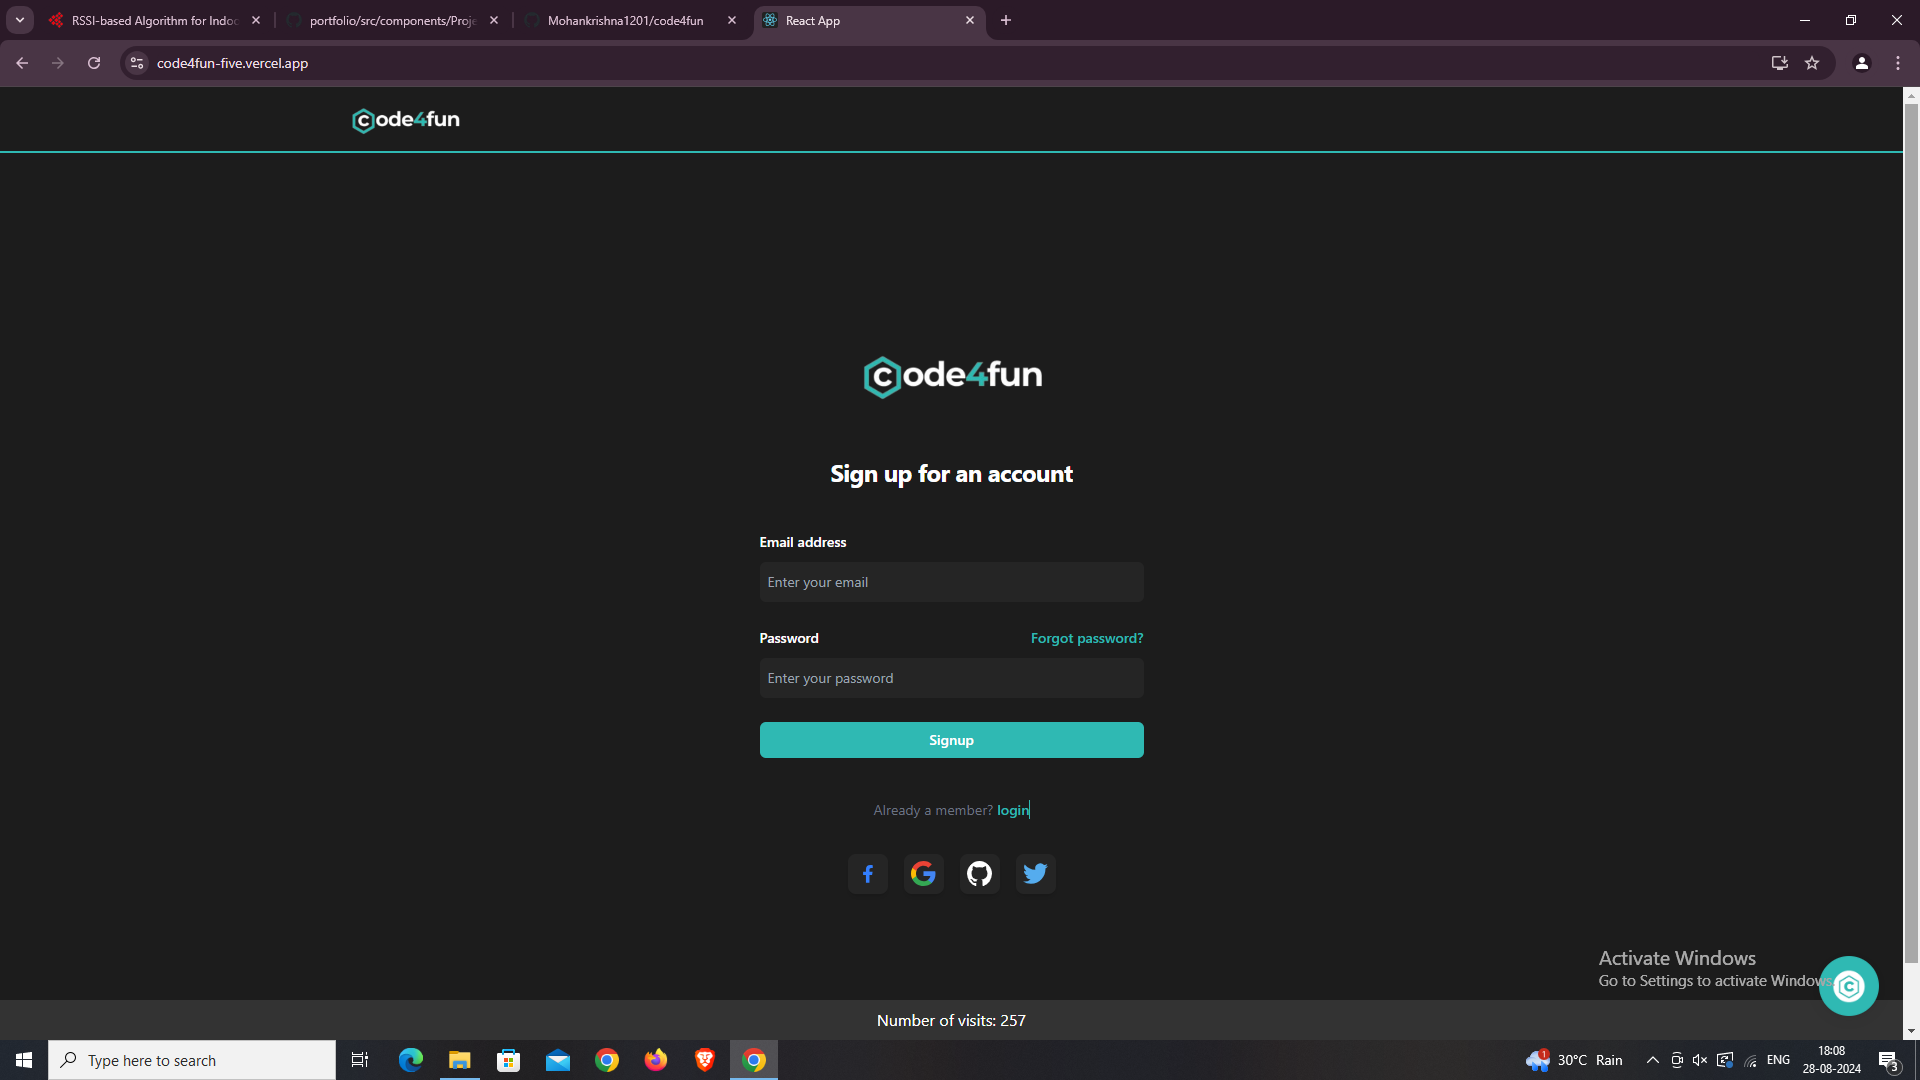 RSSI-based Algorithm for Indoo
portfolio/src/components/Proje
Mohankrishna1201/code4fun
React App
code4fun-five.vercel.app
code4fun
code4fun
Sign up for an account
Email address
Enter your email
Password
Forgot password?
Enter your password
Signup
Already a member? login
Activate Windows
Go to Settings to activate Windows.
Number of visits: 257
Type here to search
1
30°C Rain
ENG
18:08
28-08-2024
3